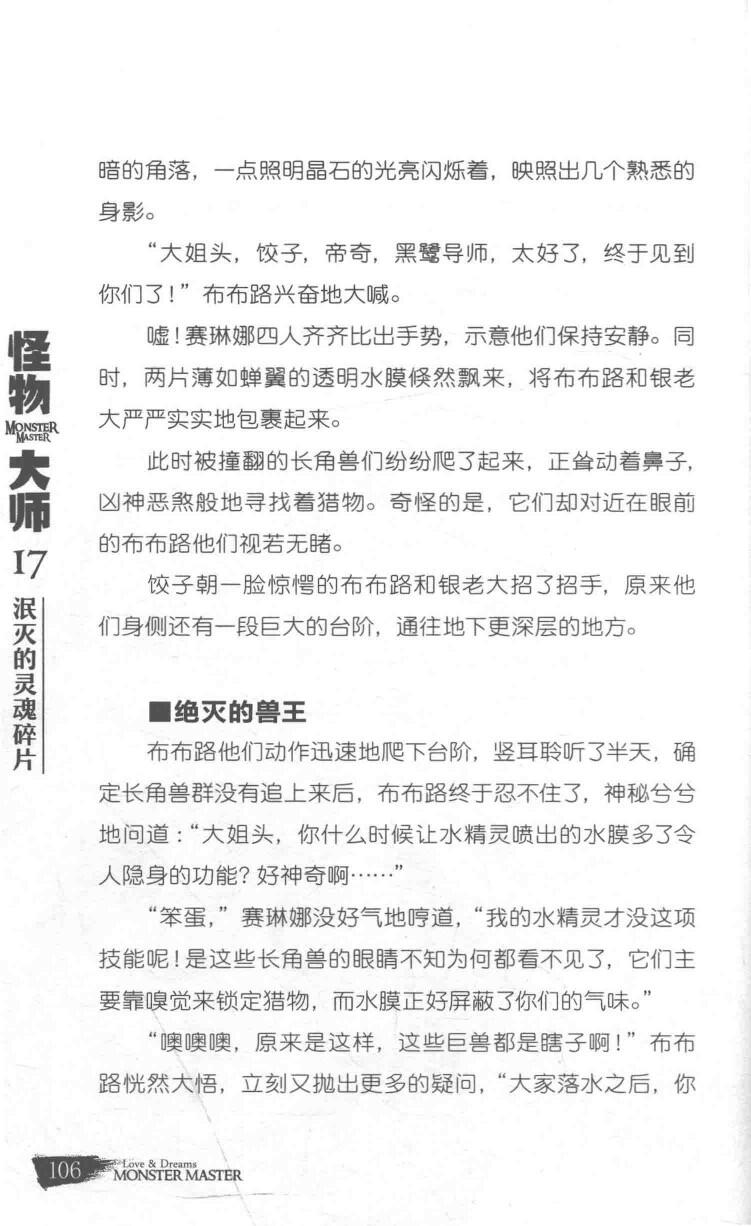 暗的角落，一点照明晶石的光亮闪烁着，映照出几个熟悉的
身影。
“大姐头，饺子，帝奇，黑鹭导师，太好了，终于见到
你们了！”布布路兴奋地大喊。
嘘！赛琳娜四人齐齐比出手势，示意他们保持安静。同
时，两片薄如蝉翼的透明水膜倏然飘来，将布布路和银老
大严严实实地包裹起来。
此时被撞翻的长角兽们纷纷爬了起来，正耸动着鼻子，
凶神恶煞般地寻找着猎物。奇怪的是，它们却对近在眼前
的布布路他们视若无睹。
饺子朝一脸惊愕的布布路和银老大招了招手，原来他
们身侧还有一段巨大的台阶，通往地下更深层的地方。
■绝灭的兽王
布布路他们动作迅速地爬下台阶，竖耳聆听了半天，确
定长角兽群没有追上来后，布布路终于忍不住了，神秘兮兮
地问道：“大姐头，你什么时候让水精灵喷出的水膜多了令
人隐身的功能？好神奇啊……”
“笨蛋，”赛琳娜没好气地哼道，“我的水精灵才没这项
技能呢！是这些长角兽的眼睛不知为何都看不见了，它们主
要靠嗅觉来锁定猎物，而水膜正好屏蔽了你们的气味。”
“噢噢噢，原来是这样，这些巨兽都是瞎子啊！”布布
路恍然大悟，立刻又抛出更多的疑问，“大家落水之后，你
怪物
MONSTER
MASTER
大师
17
泯灭的灵魂碎片
106
Love & Dreams
MONSTER MASTER